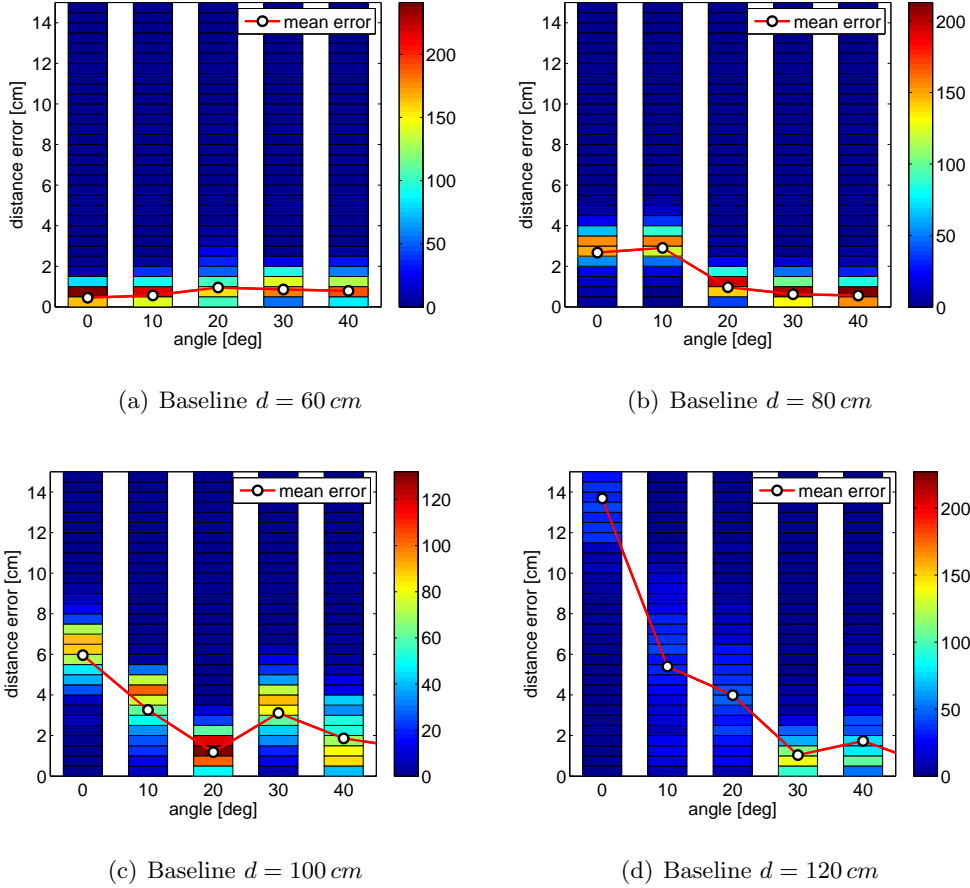 mean error
14
12
10
8
6
4
2
0
distance error [cm]
0 10 20 30 40
angle [deg]
200
150
100
50
0
(a) Baseline d = 60 cm
mean error
14
12
10
8
6
4
2
0
distance error [cm]
0 10 20 30 40
angle [deg]
200
150
100
50
0
(b) Baseline d = 80 cm
mean error
14
12
10
8
6
4
2
0
distance error [cm]
0 10 20 30 40
angle [deg]
120
100
80
60
40
20
0
(c) Baseline d = 100 cm
mean error
14
12
10
8
6
4
2
0
distance error [cm]
0 10 20 30 40
angle [deg]
200
150
100
50
0
(d) Baseline d = 120 cm